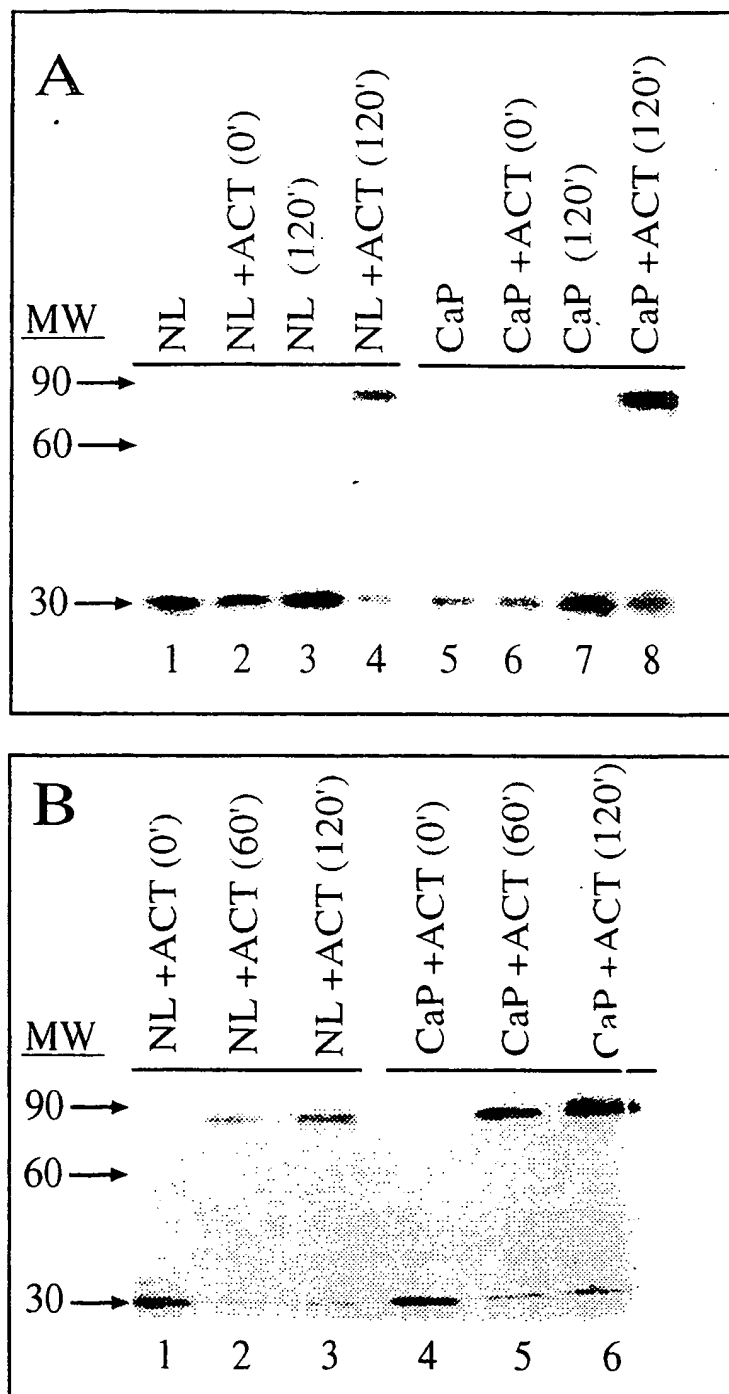 A
NL
NL +ACT (0')
NL (120')
NL +ACT (120')
CaP
CaP +ACT (0')
CaP (120')
CaP +ACT (120')
MW
90
60
30
1 2 3 4 5 6 7 8
B
NL +ACT (0')
NL +ACT (60')
NL +ACT (120')
CaP +ACT (0')
CaP +ACT (60')
CaP +ACT (120')
MW
90
60
30
1 2 3 4 5 6